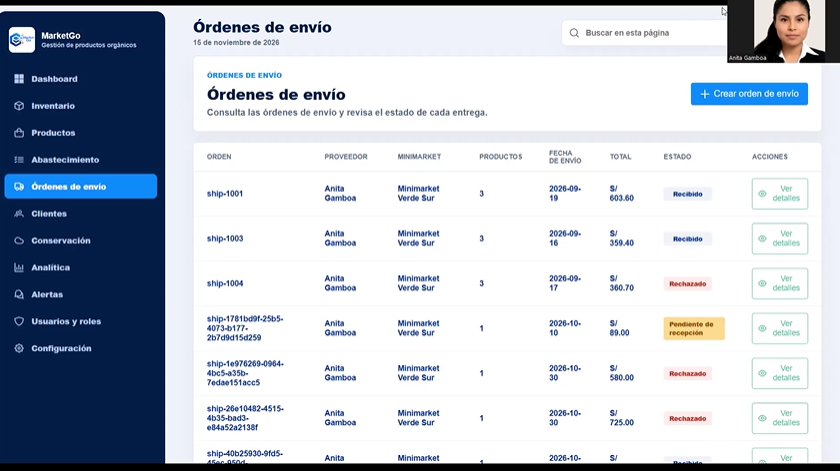 MarketGo
Gestión de productos orgánicos
Dashboard
Inventario
Productos
Abastecimiento
Órdenes de envío
Clientes
Conservación
Analítica
Alertas
Usuarios y roles
Configuración
Órdenes de envío
15 de noviembre de 2026
Buscar en esta página
Anita Gamboa
ÓRDENES DE ENVÍO
Órdenes de envío
Consulta las órdenes de envío y revisa el estado de cada entrega.
Crear orden de envío
ORDEN PROVEEDOR MINIMARKET PRODUCTOS FECHA DE ENVÍO TOTAL ESTADO ACCIONES
ship-1001 Anita Gamboa Minimarket Verde Sur 3 2026-09-19 S/ 603.60 Recibido Ver detalles
ship-1003 Anita Gamboa Minimarket Verde Sur 3 2026-09-16 S/ 359.40 Recibido Ver detalles
ship-1004 Anita Gamboa Minimarket Verde Sur 3 2026-09-17 S/ 360.70 Rechazado Ver detalles
ship-1781bd9f-25b5-4073-b177-2b7d9d15d259 Anita Gamboa Minimarket Verde Sur 1 2026-10-10 S/ 89.00 Pendiente de recepción Ver detalles
ship-1e976269-0964-4bc5-a35b-7edae151acc5 Anita Gamboa Minimarket Verde Sur 1 2026-10-30 S/ 580.00 Rechazado Ver detalles
ship-26e10482-4515-4b35-bad3-e84a52a2138f Anita Gamboa Minimarket Verde Sur 1 2026-10-30 S/ 725.00 Rechazado Ver detalles
ship-40b25930-9fd5- Anita Minimarket 2026-10- S/ Ver